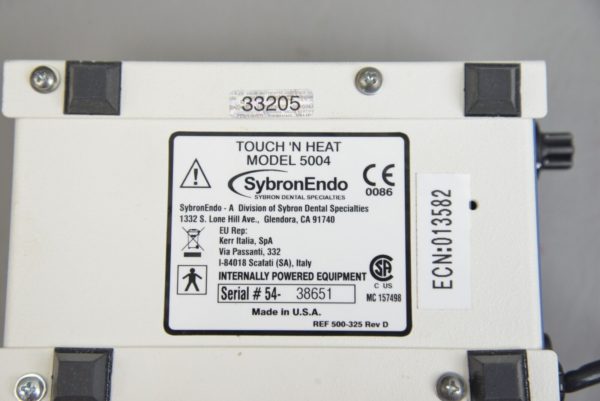 33205
TOUCH 'N HEAT
MODEL 5004
SybronEndo
SYBRON DENTAL SPECIALTIES
CE
0086
SybronEndo - A Division of Sybron Dental Specialties
1332 S. Lone Hill Ave., Glendora, CA 91740
EU Rep:
Kerr Italia, SpA
Via Passanti, 332
I-84018 Scafati (SA), Italy
INTERNALLY POWERED EQUIPMENT
Serial # 54- 38651
Made in U.S.A.
SA
C US
MC 157498
REF 500-325 Rev D
ECN:013582